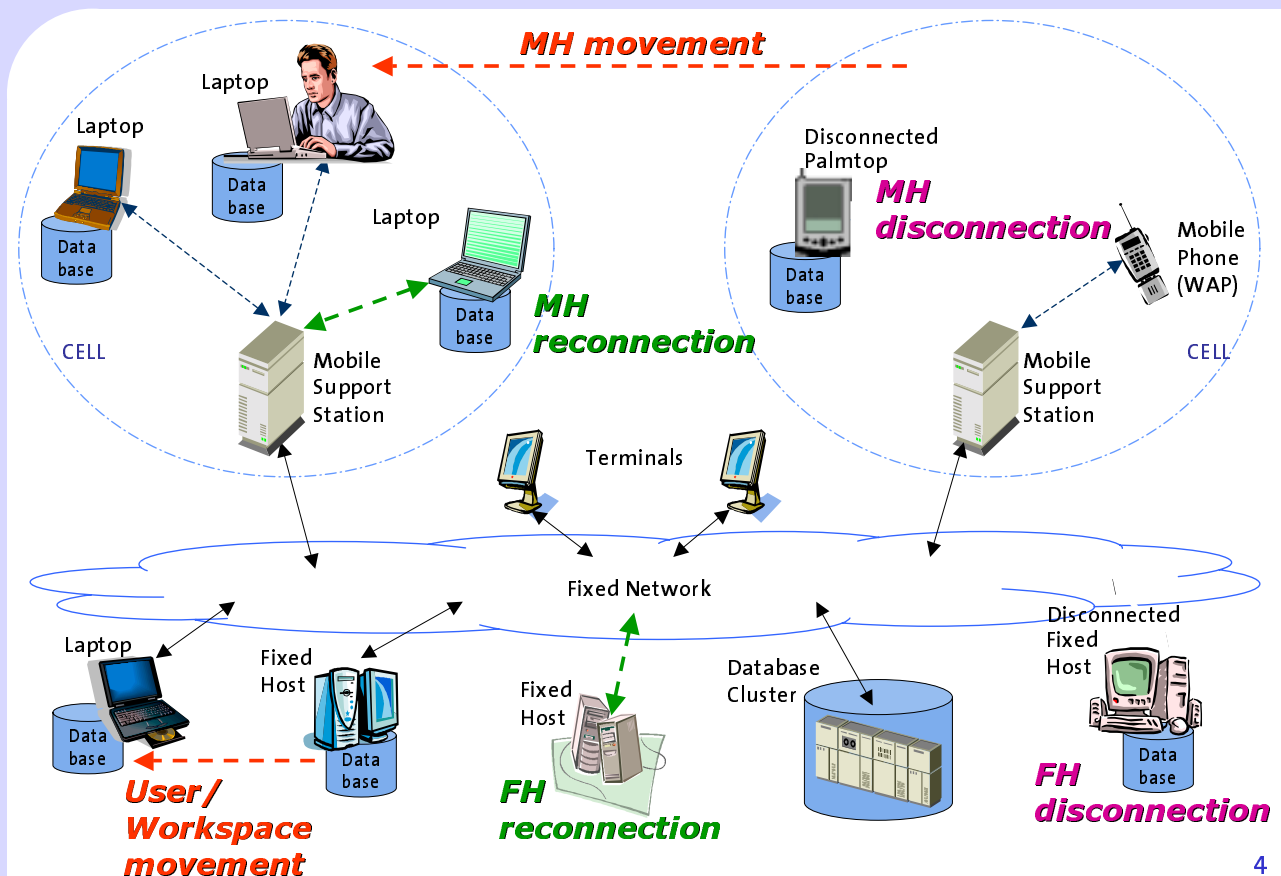 MH movement
Laptop
Laptop
Data
base
Data
base
Laptop
Data
base
MH
reconnection
CELL
Mobile
Support
Station
Disconnected
Palmtop
MH
disconnection
Data
base
Mobile
Phone
(WAP)
Mobile
Support
Station
CELL
Terminals
Fixed Network
Laptop
Data
base
Fixed
Host
Data
base
User/
Workspace
movement
Fixed
Host
FH
reconnection
Database
Cluster
Disconnected
Fixed
Host
Data
base
FH
disconnection
4